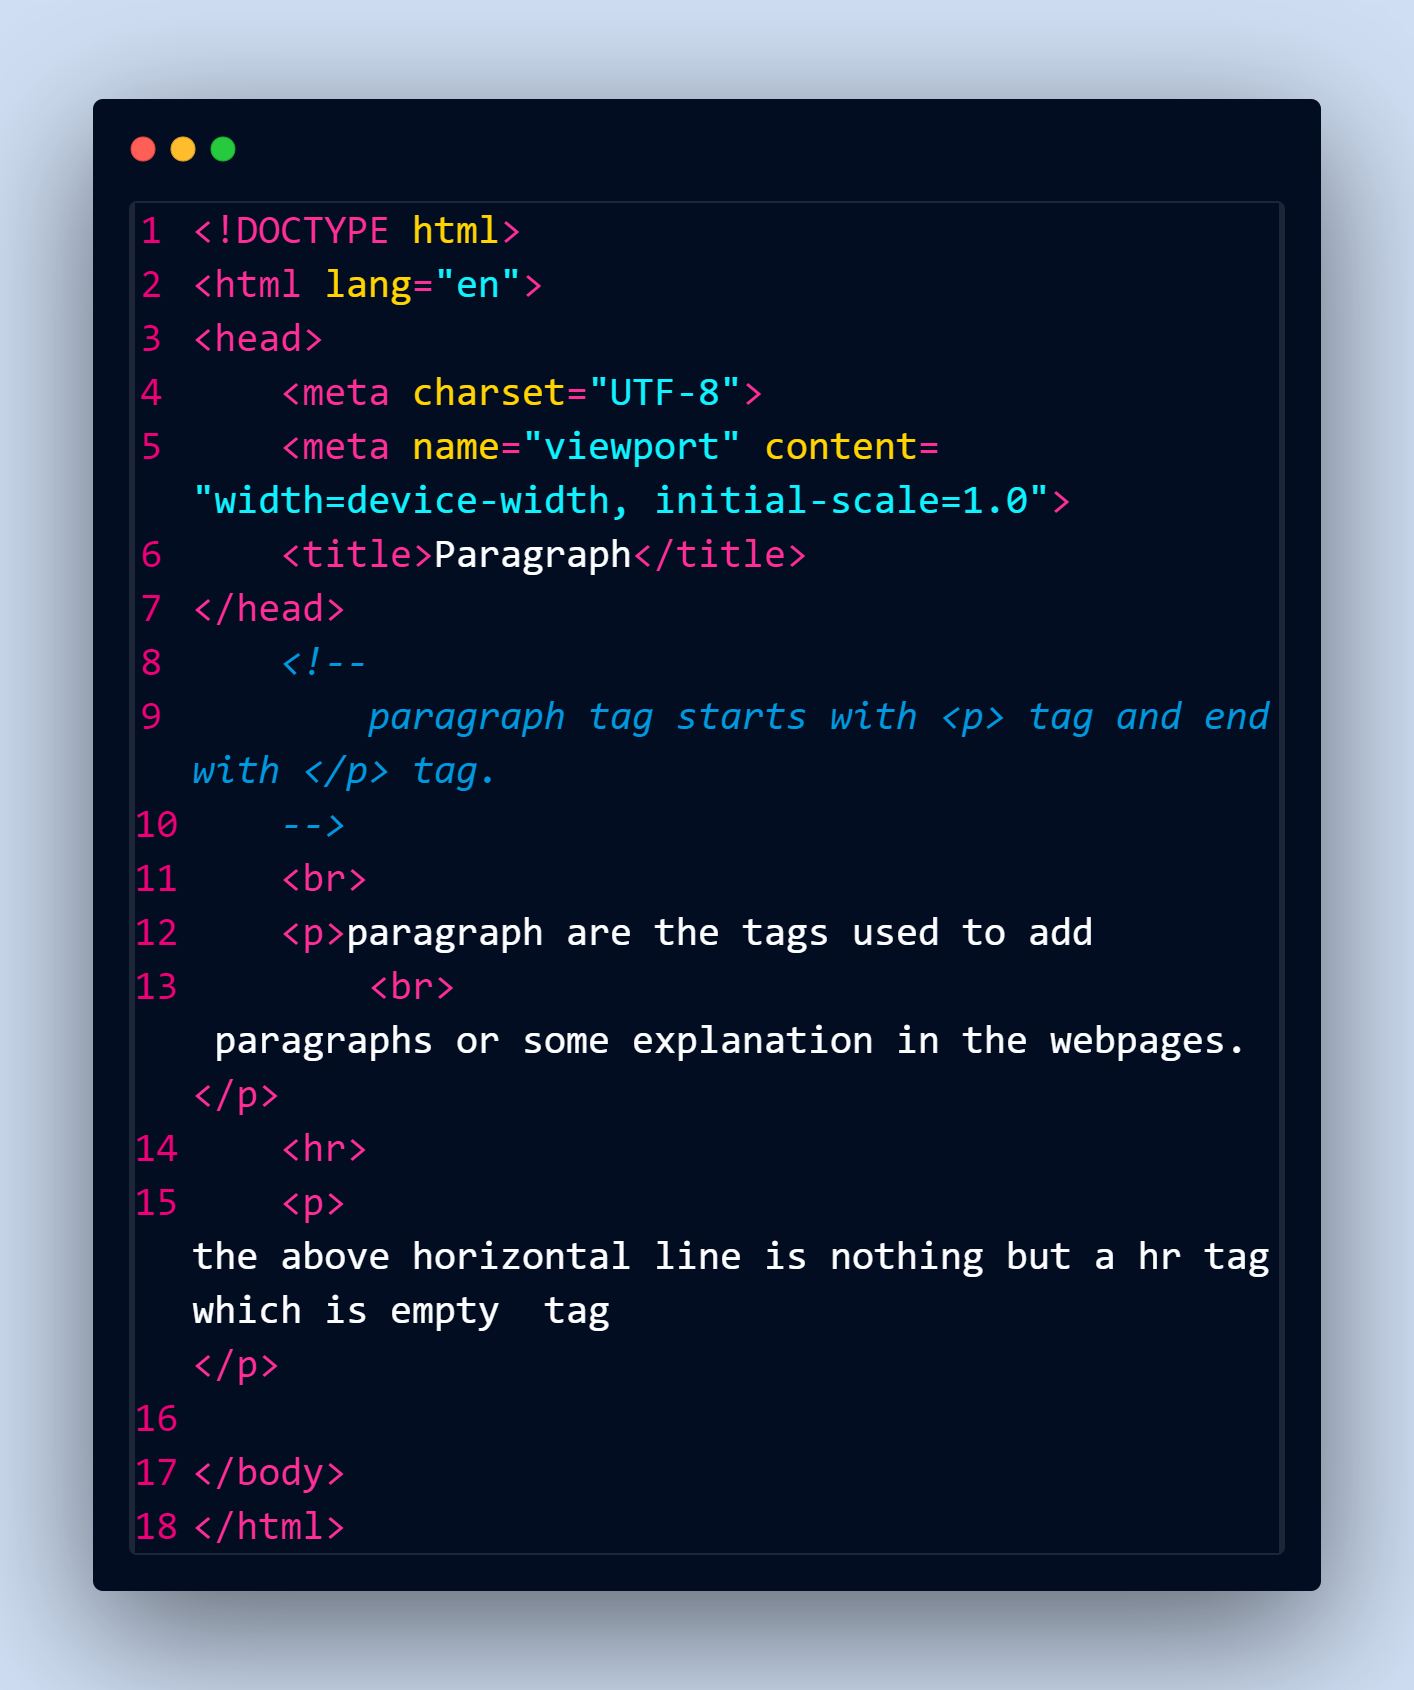 1 <!DOCTYPE html>
2 <html lang="en">
3 <head>
4     <meta charset="UTF-8">
5     <meta name="viewport" content=
"width=device-width, initial-scale=1.0">
6     <title>Paragraph</title>
7 </head>
8     <!--
9         paragraph tag starts with <p> tag and end
with </p> tag.
10     -->
11     <br>
12     <p>paragraph are the tags used to add
13         <br>
 paragraphs or some explanation in the webpages.
</p>
14     <hr>
15     <p>
the above horizontal line is nothing but a hr tag
which is empty  tag
</p>
16
17 </body>
18 </html>